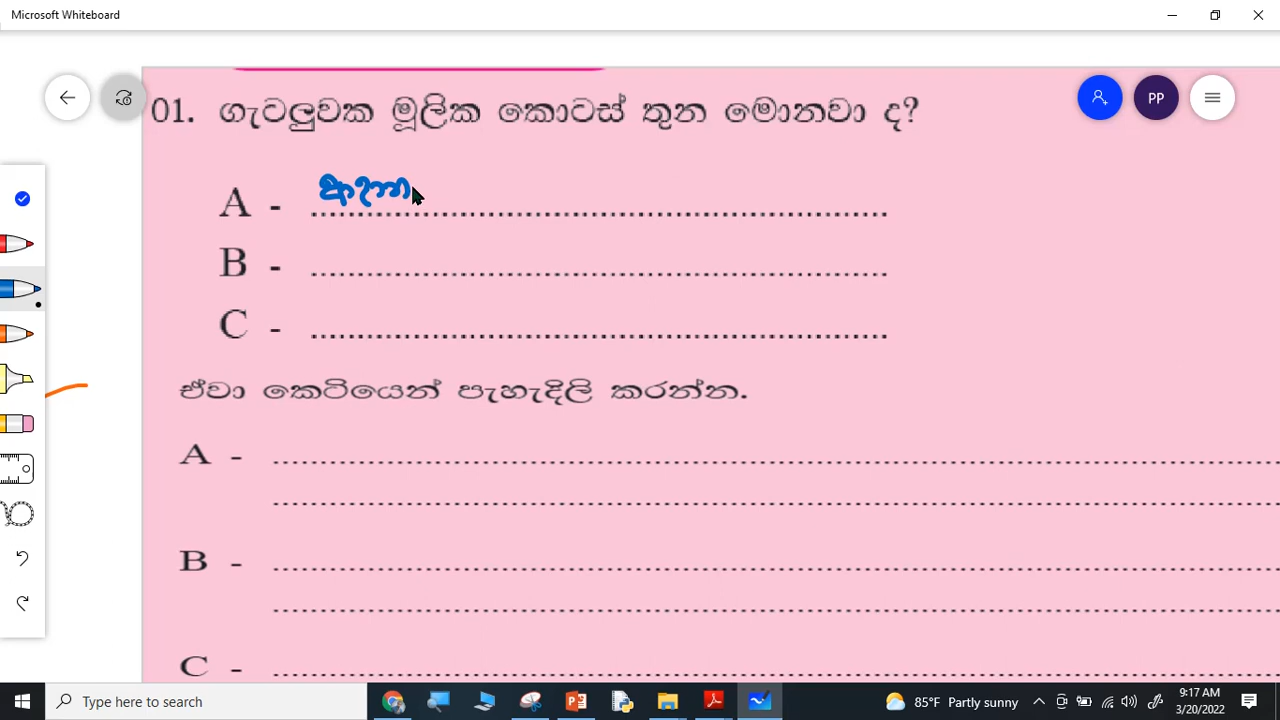 Microsoft Whiteboard
01. ගැටලුවක මූලික කොටස් තුන මොනවා ද?
PP
A - ආදාන
B -
C -
ඒවා කෙටියෙන් පැහැදිලි කරන්න.
A -
B -
C -
Type here to search
85°F Partly sunny
9:17 AM
3/20/2022